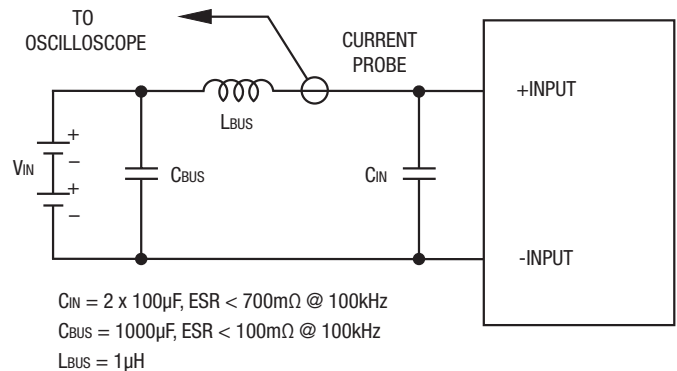 TO
OSCILLOSCOPE
CURRENT
PROBE
+INPUT
LBUS
+
VIN
–
+
–
CBUS
CIN
-INPUT
CIN = 2 x 100µF, ESR < 700mΩ @ 100kHz
CBUS = 1000µF, ESR < 100mΩ @ 100kHz
LBUS = 1µH